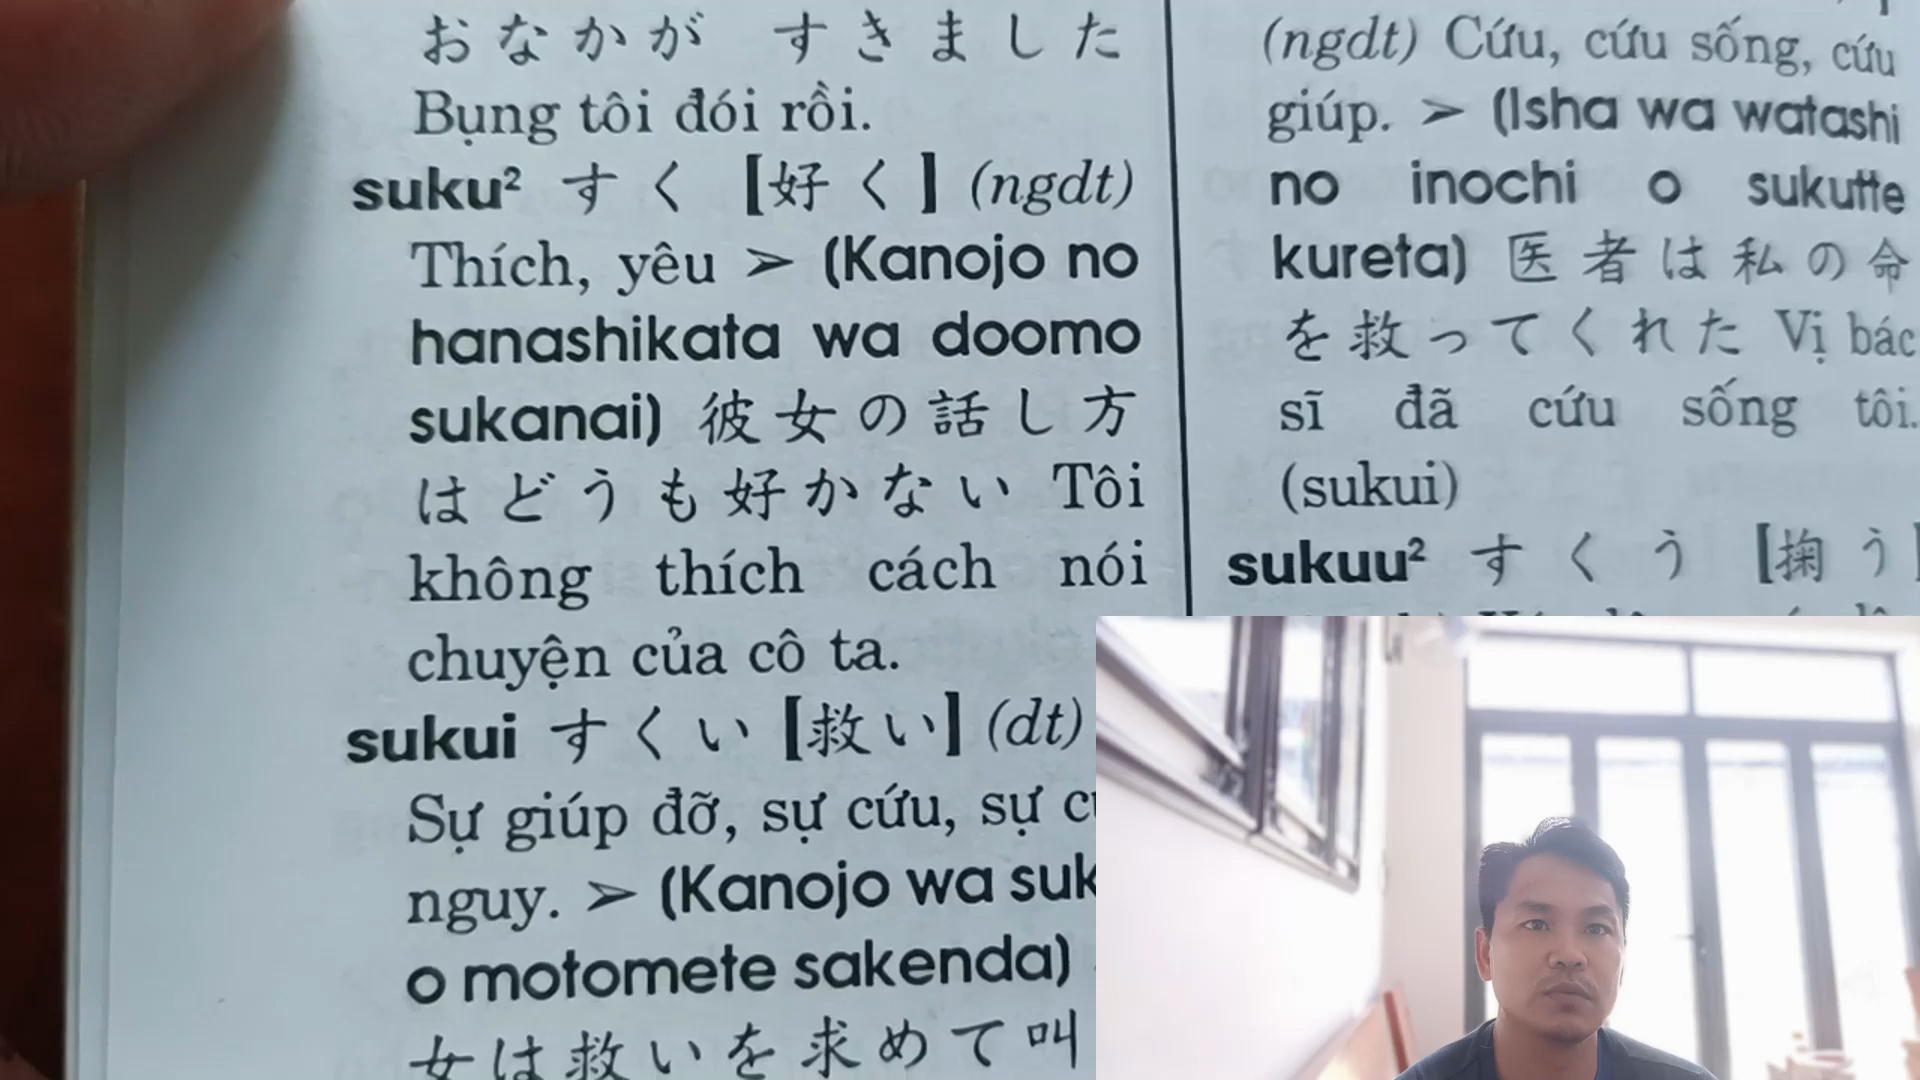 おなかが すきました
Bụng tôi đói rồi.
suku² すく【好く】(ngdt)
Thích, yêu ➢ (Kanojo no
hanashikata wa doomo
sukanai) 彼女の話し方
はどうも好かない Tôi
không thích cách nói
chuyện của cô ta.
sukui すくい【救い】(dt)
Sự giúp đỡ, sự cứu, sự
nguy. ➢ (Kanojo wa
o motomete sakenda)
女は救いを求めて叫
(ngdt) Cứu, cứu sống, cứu
giúp. ➢ (Isha wa watashi
no inochi o sukutte
kureta) 医者は私の命
を救ってくれた Vị bác
sĩ đã cứu sống tôi.
(sukui)
sukuu² すくう【掬う】